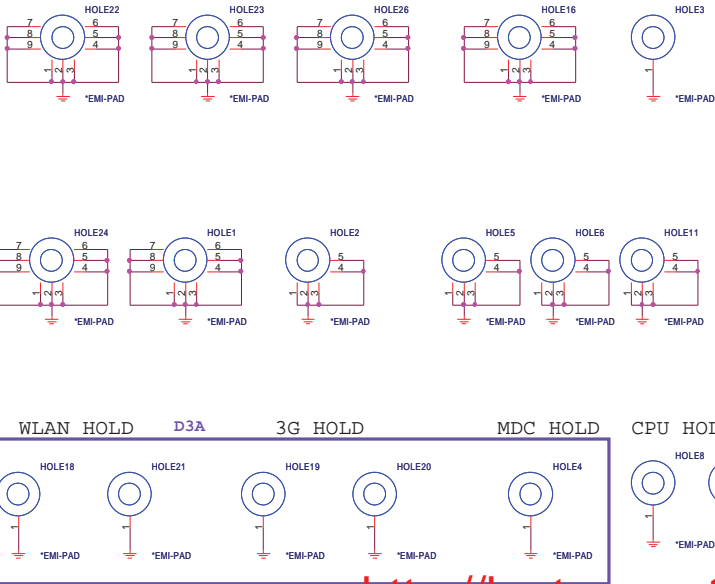 HOLE22 HOLE23 HOLE26 HOLE16 HOLE3
7 6 7 6 7 6 7 6
8 5 8 5 8 5 8 5
9 4 9 4 9 4 9 4
1 2 3 1 2 3 1 2 3 1 2 3 1
*EMI-PAD *EMI-PAD *EMI-PAD *EMI-PAD *EMI-PAD
HOLE24 HOLE1 HOLE2 HOLE5 HOLE6 HOLE11
7 6 7 6
8 5 8 5 5 5 5 5
9 4 9 4 4 4 4 4
1 2 3 1 2 3 1 2 3 1 2 3 1 2 3 1 2 3
*EMI-PAD *EMI-PAD *EMI-PAD *EMI-PAD *EMI-PAD *EMI-PAD
WLAN HOLD D3A 3G HOLD MDC HOLD CPU HOL
HOLE18 HOLE21 HOLE19 HOLE20 HOLE4 HOLE8
1 1 1 1 1 1
*EMI-PAD *EMI-PAD *EMI-PAD *EMI-PAD *EMI-PAD *EMI-PAD